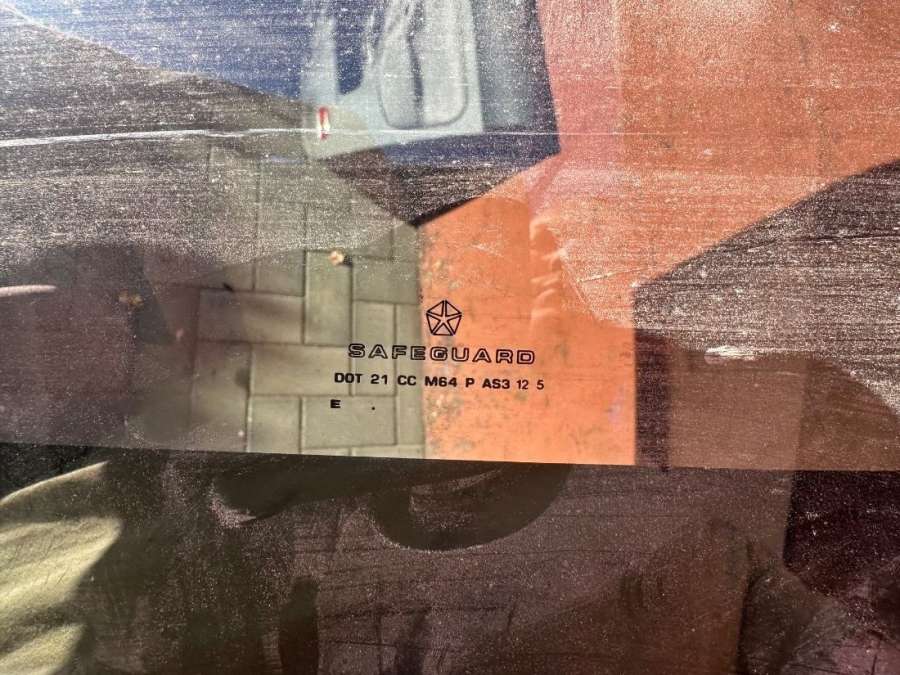 SAFEGUARD
DOT 21 CC M64 P AS3 12 5
E .